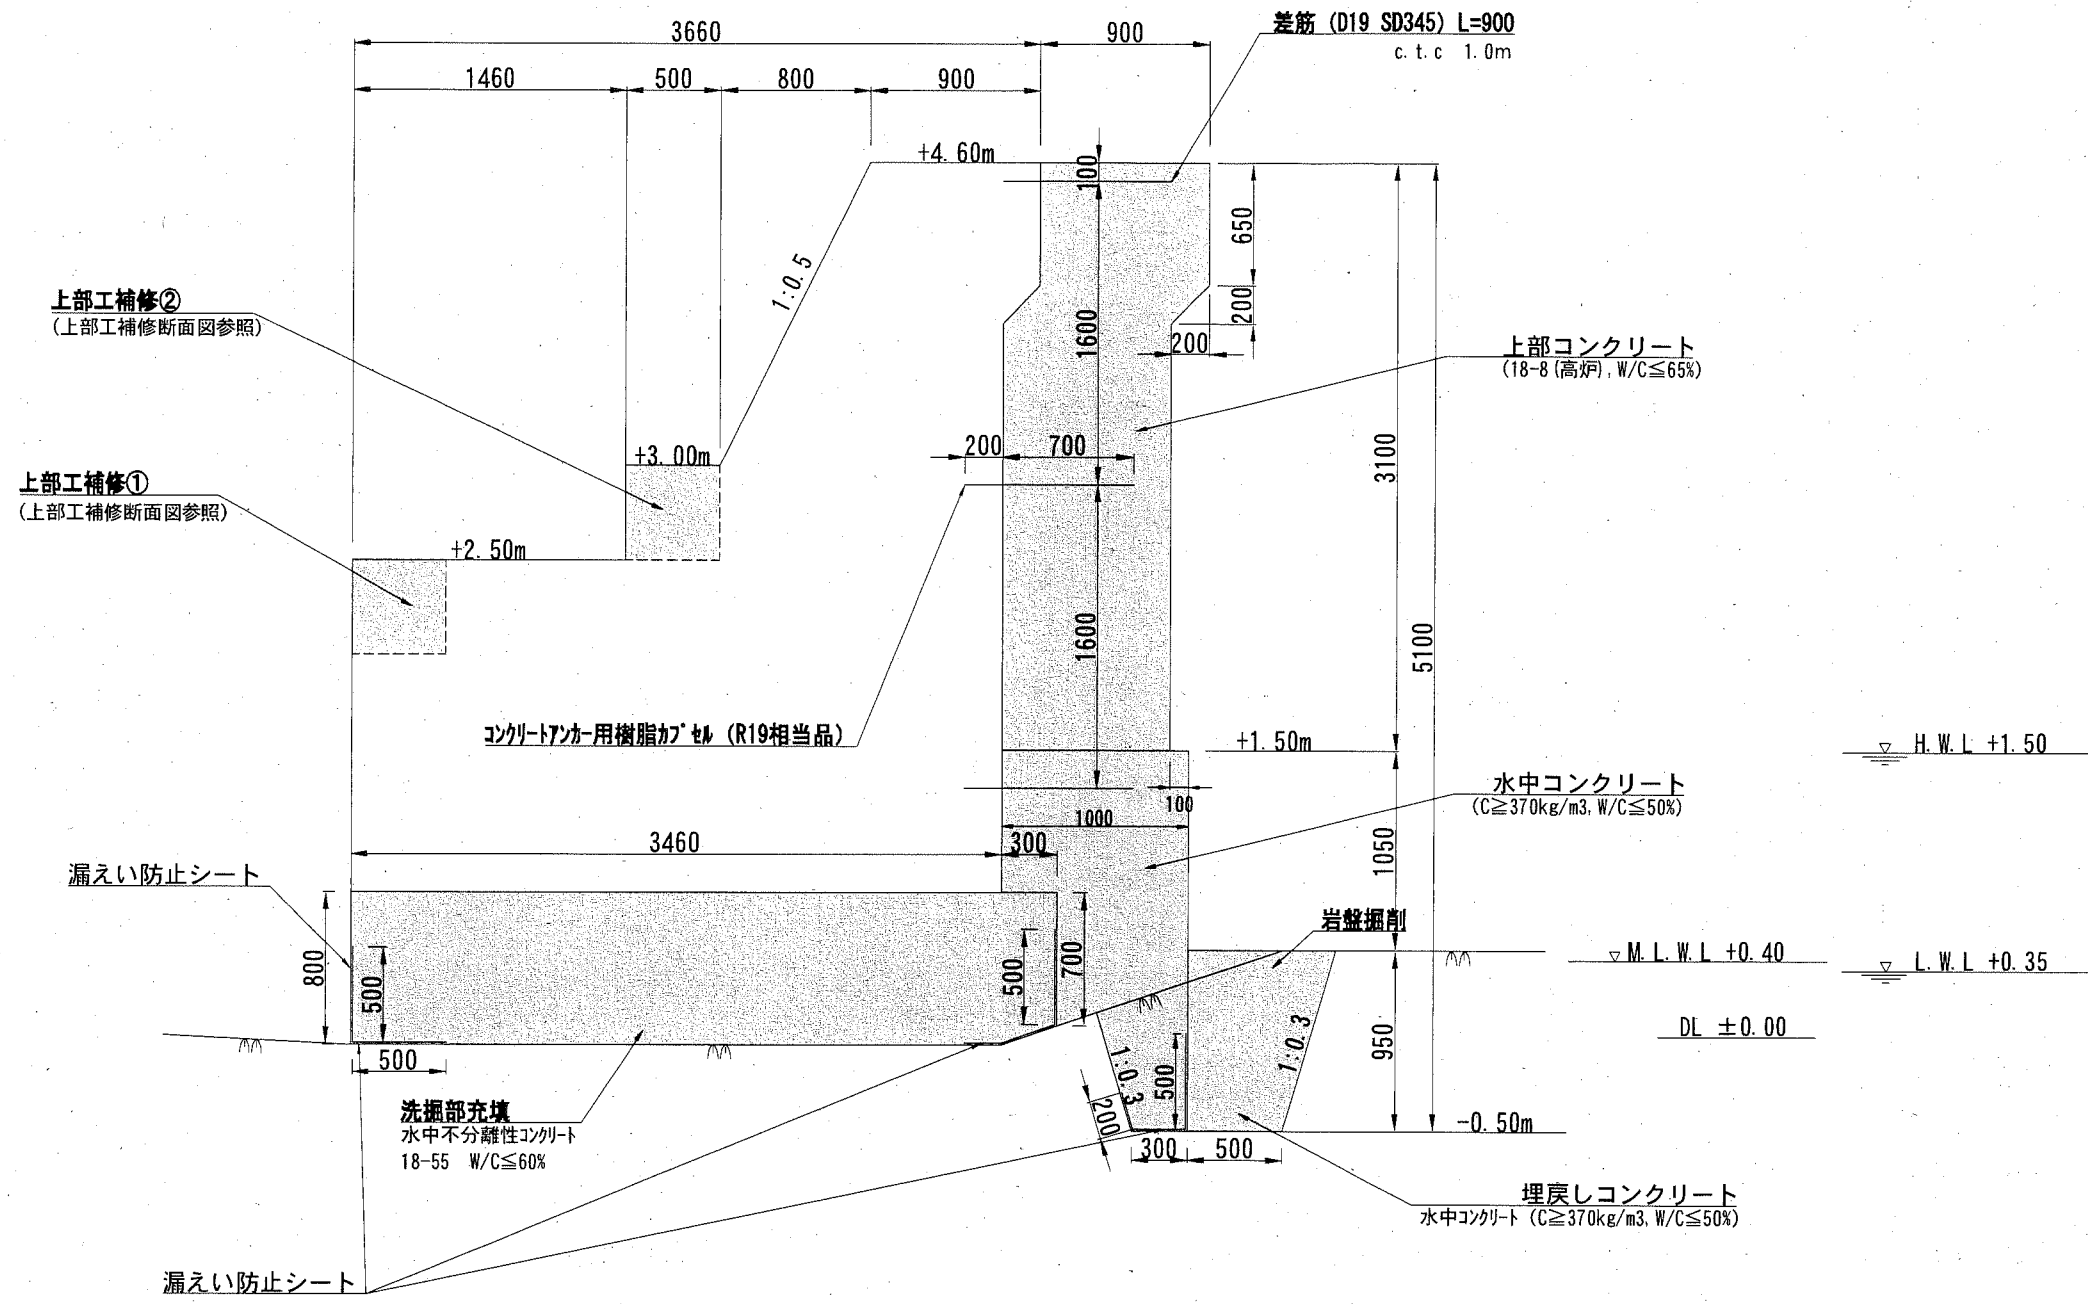 差筋 (D19 SD345) L=900
c.t.c 1.0m
3660
900
1460
500
800
900
+4.60m
100
650
200
200
1:0.5
1600
上部工補修②
(上部工補修断面図参照)
上部コンクリート
(18-8(高炉), W/C≦65%)
200
700
3100
+3.00m
上部工補修①
(上部工補修断面図参照)
+2.50m
1600
5100
コンクリートアンカー用樹脂カプセル (R19相当品)
+1.50m
H.W.L +1.50
水中コンクリート
(C≧370kg/m3, W/C≦50%)
100
1000
3460
300
1050
漏えい防止シート
岩盤掘削
800
500
500
700
M.L.W.L +0.40
L.W.L +0.35
DL ±0.00
950
1:0.3
1:0.3
500
200
500
-0.50m
300
500
洗掘部充填
水中不分離性コンクリート
18-55 W/C≦60%
埋戻しコンクリート
水中コンクリート (C≧370kg/m3, W/C≦50%)
漏えい防止シート